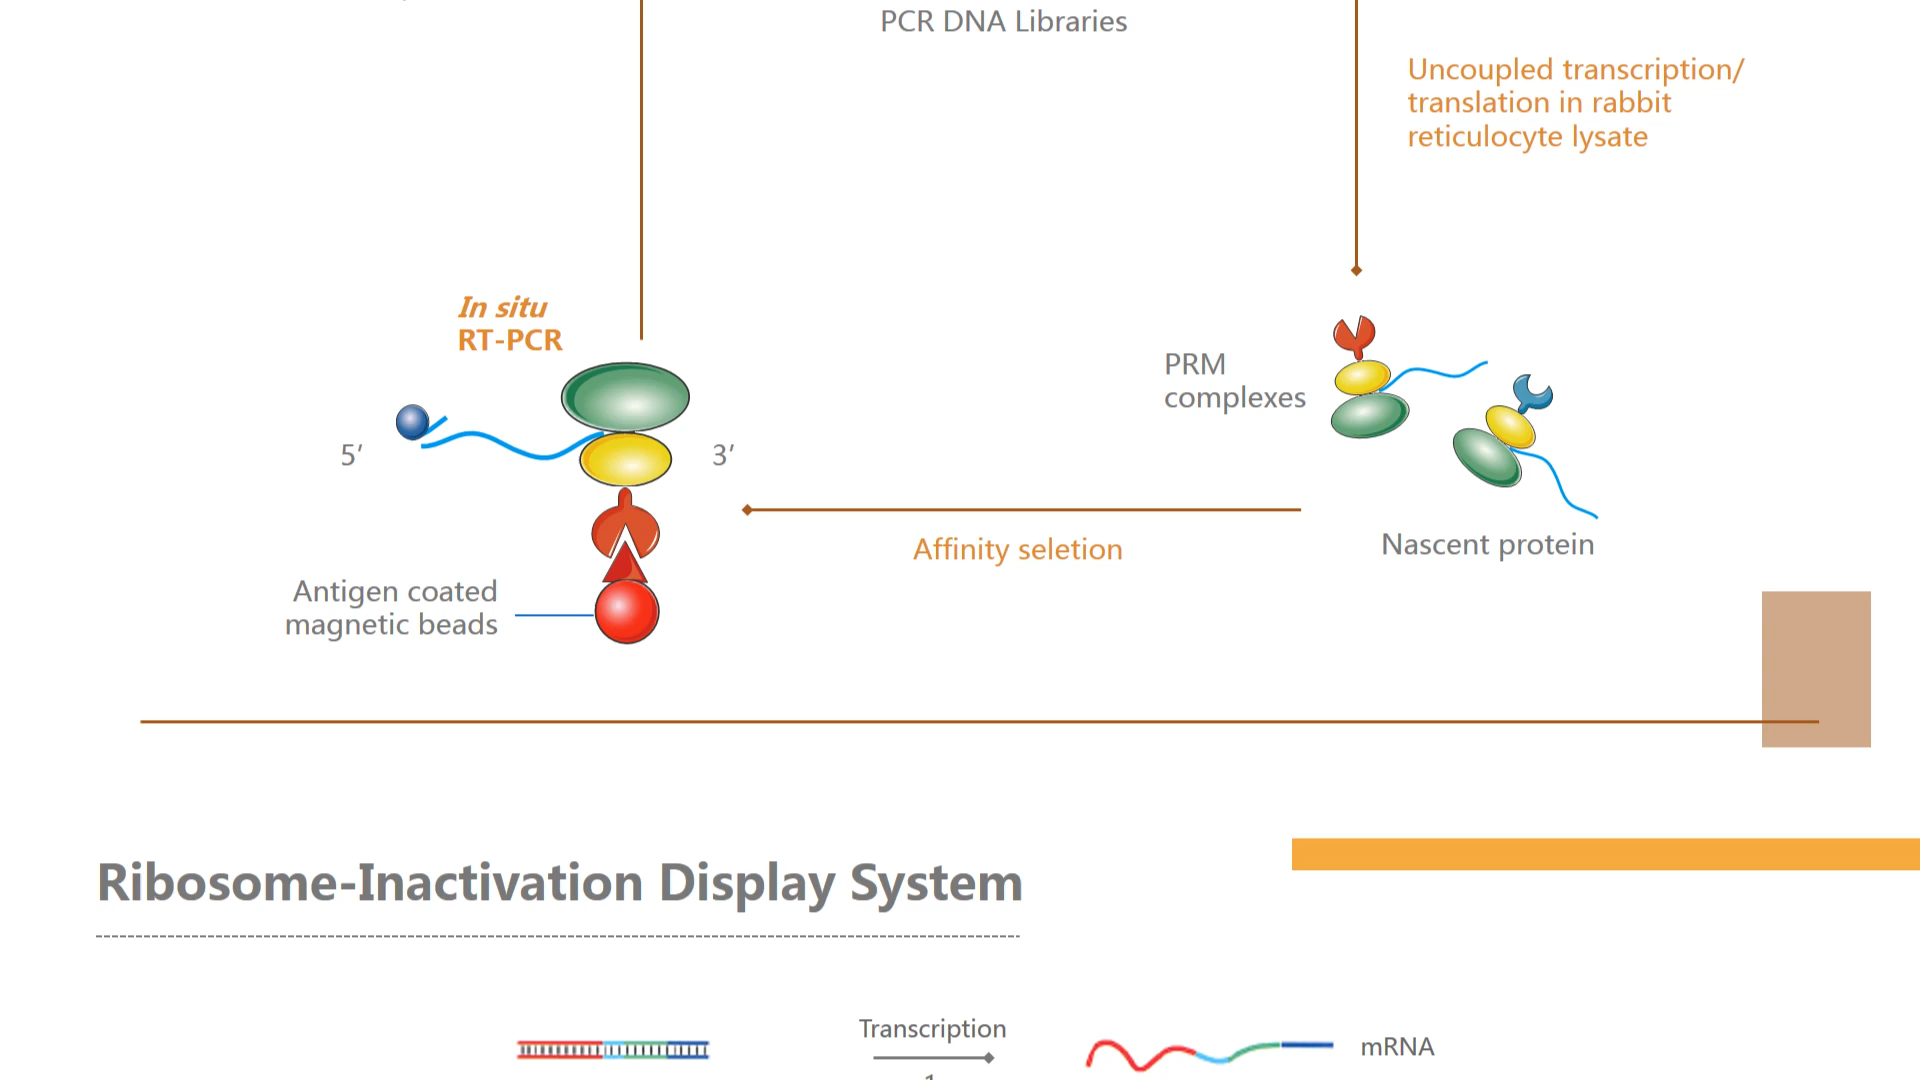 PCR DNA Libraries
Uncoupled transcription/
translation in rabbit
reticulocyte lysate
In situ
RT-PCR
PRM
complexes
5′
3′
Affinity seletion
Nascent protein
Antigen coated
magnetic beads
Ribosome-Inactivation Display System
Transcription
mRNA